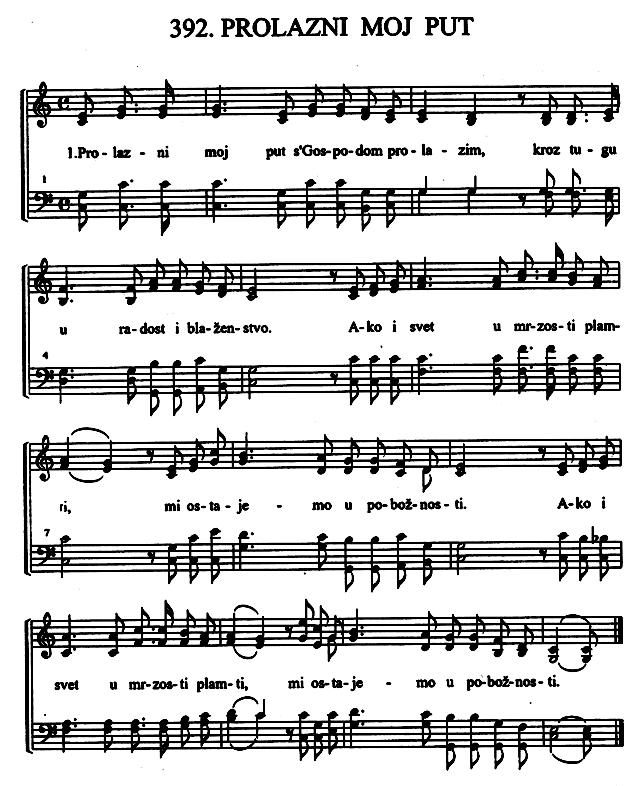 392. PROLAZNI MOJ PUT
1.Pro - laz - ni moj put s'Gos-po-dom pro - la - zim, kroz tu - gu
1
u ra-dost i bla-žen-stvo. A-ko i svet u mr-zos-ti plam-
4
ri, mi os-ta-je - mo u po-bož-nos-ti. A-ko i
7
svet u mr-zos-ti plam-ti, mi os-ta-je - mo u po-bož-nos-ti.